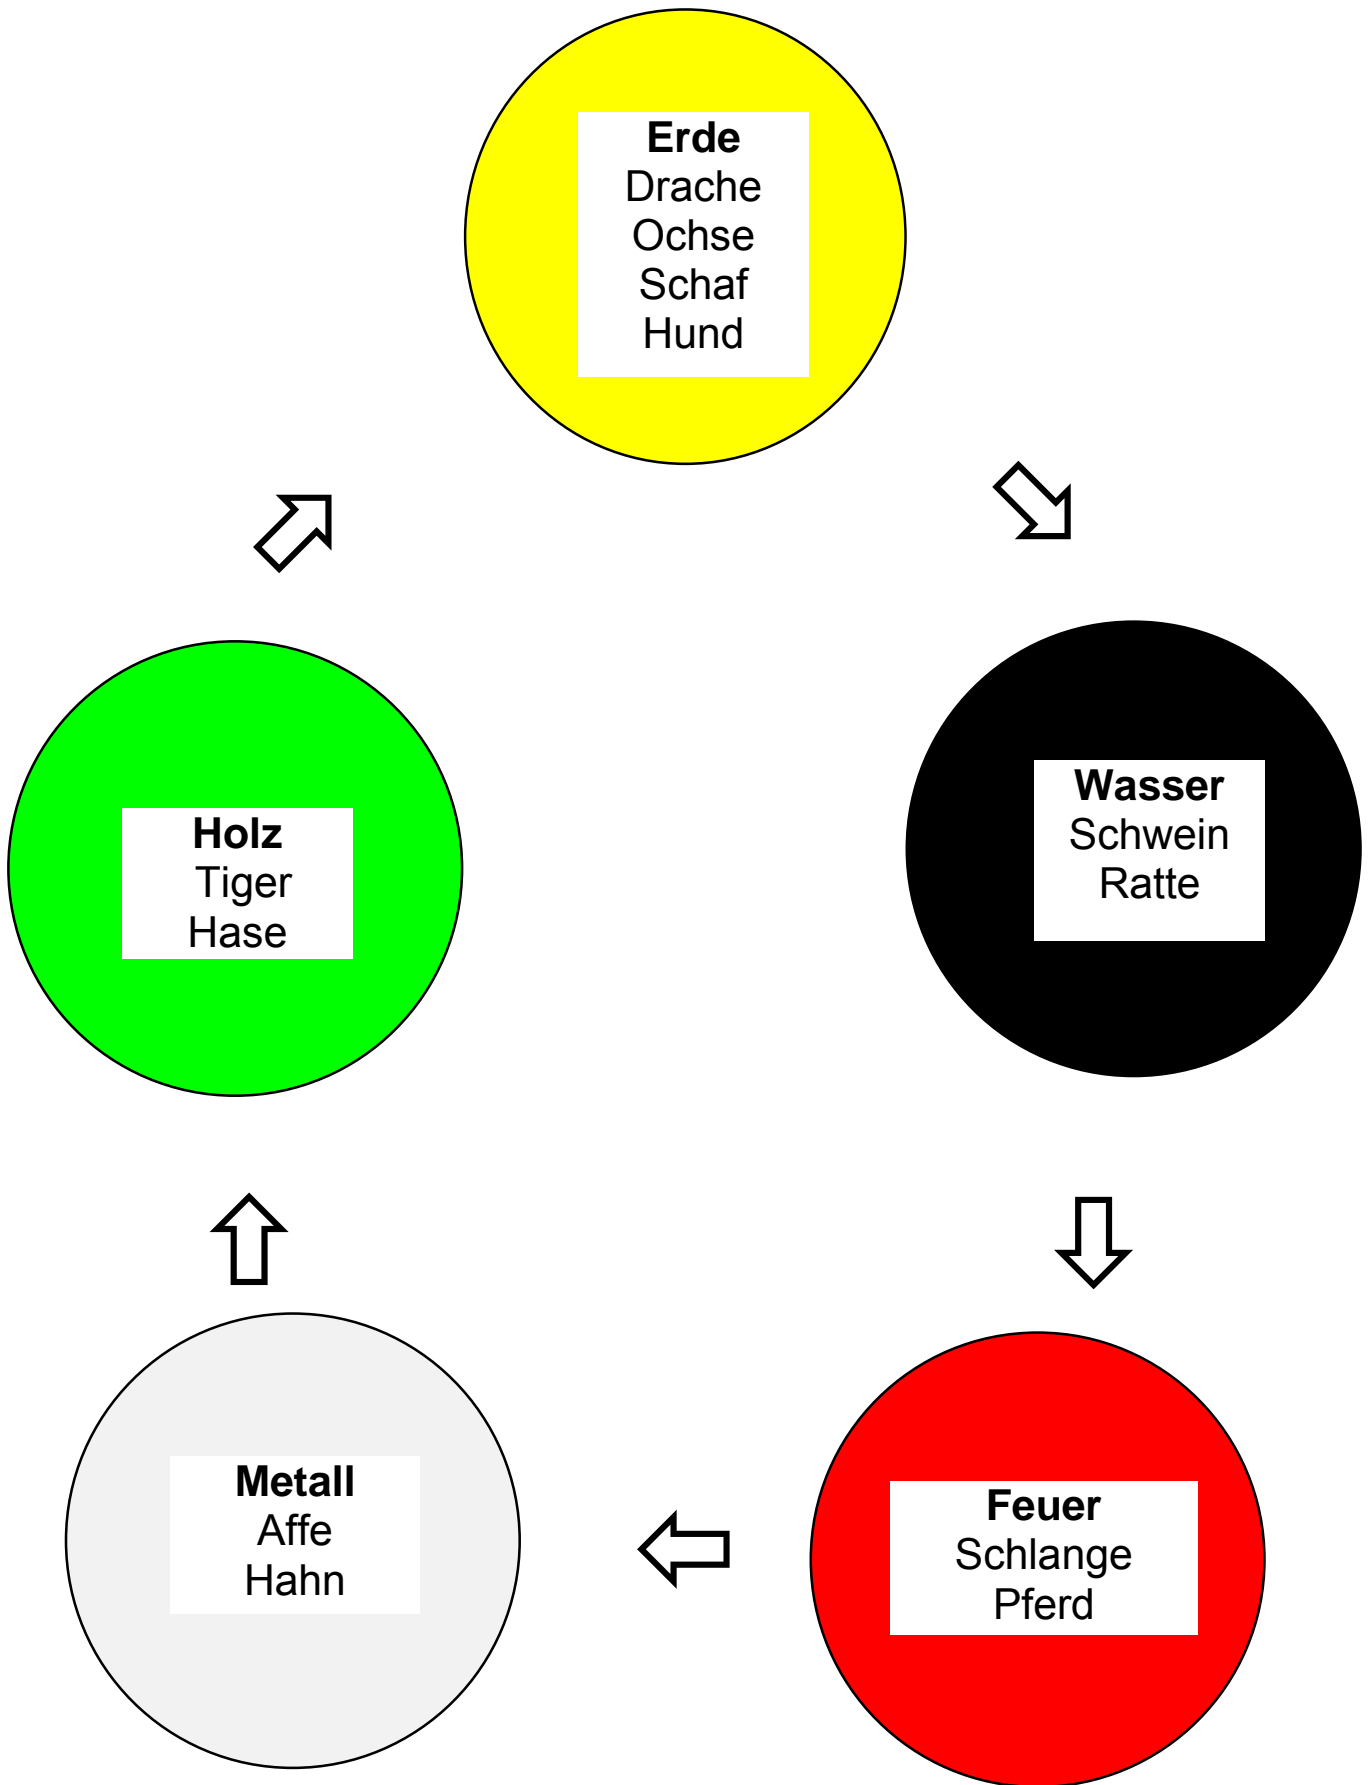 Erde
Drache
Ochse
Schaf
Hund
Wasser
Schwein
Ratte
Holz
Tiger
Hase
Metall
Affe
Hahn
Feuer
Schlange
Pferd